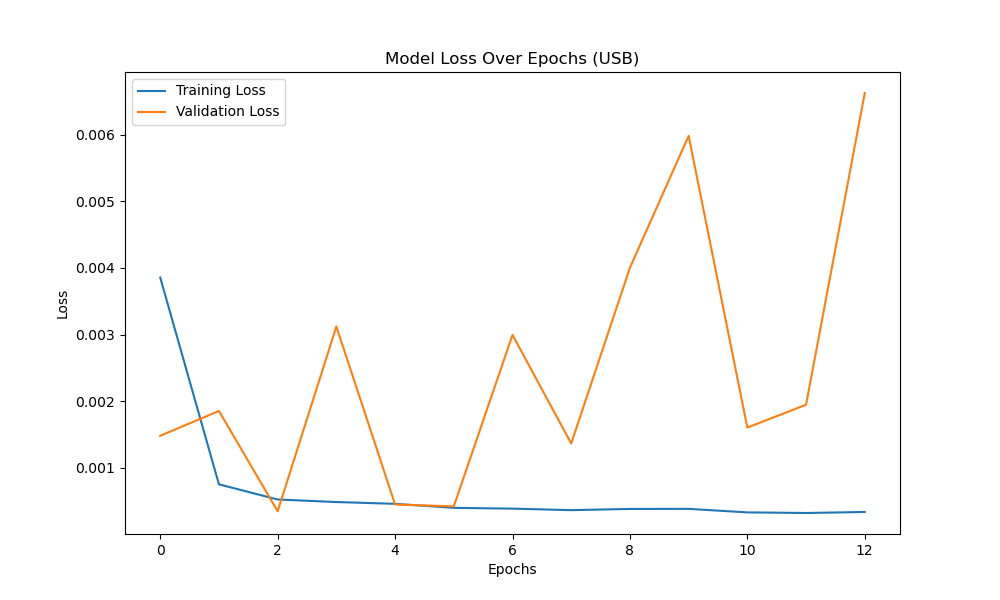 Model Loss Over Epochs (USB)
Training Loss
Validation Loss
0.006
0.005
0.004
0.003
0.002
0.001
Loss
0 2 4 6 8 10 12
Epochs